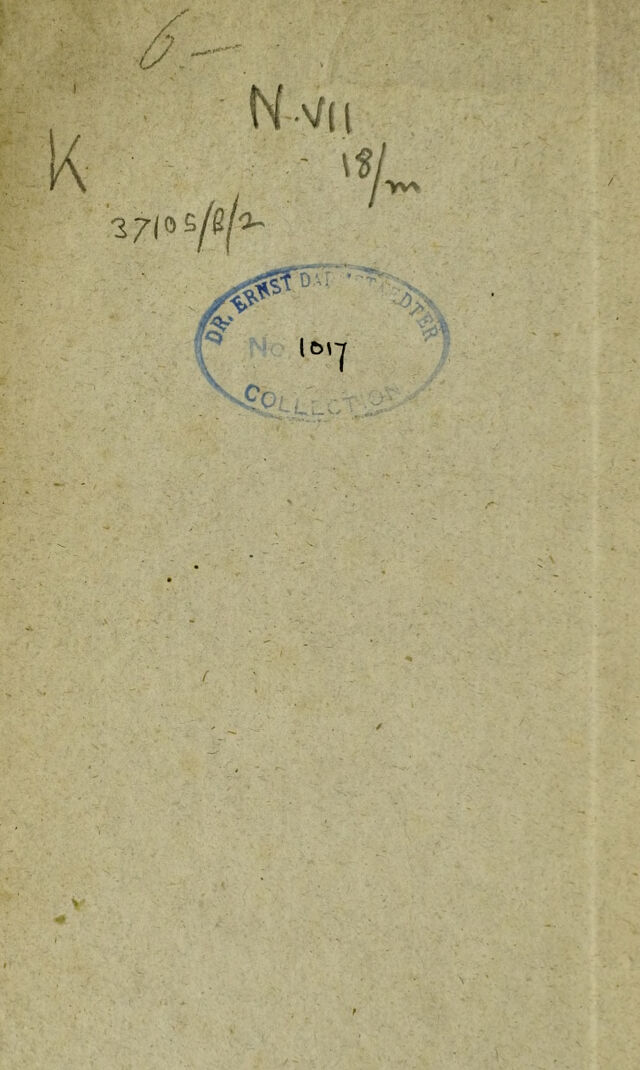 6 —
N. VII
K
18/m
37105/B/2
DR. ERNST DARMSTAEDTER
No. 1017
COLLECTION